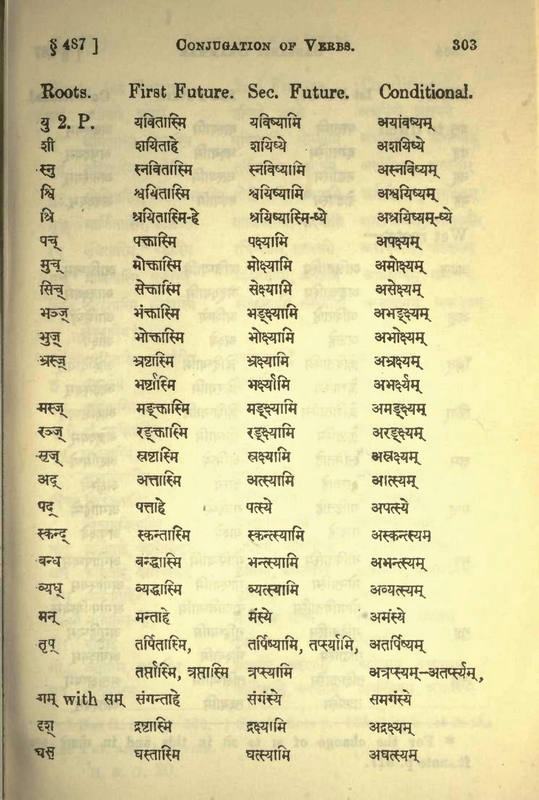 § 487 ] CONJUGATION OF VERBS. 303
Roots. First Future. Sec. Future. Conditional.
यु 2. P. यवितास्मि यविष्यामि अयविष्यम्
शी शयिताहे शयिष्ये अशयिष्ये
स्नु स्नवितास्मि स्नविष्यामि अस्नविष्यम्
श्वि श्वयितास्मि श्वयिष्यामि अश्वयिष्यम्
श्रि श्रयितास्मि-हे श्रयिष्यास्मि-ष्ये अश्रयिष्यम्-ष्ये
पच् पक्तास्मि पक्ष्यामि अपक्ष्यम्
मुच् मोक्तास्मि मोक्ष्यामि अमोक्ष्यम्
सिच् सेक्तास्मि सेक्ष्यामि असेक्ष्यम्
भञ्ज् भंक्तास्मि भङ्क्ष्यामि अभङ्क्ष्यम्
भुज् भोक्तास्मि भोक्ष्यामि अभोक्ष्यम्
भ्रस्ज् भ्रष्टास्मि भ्रक्ष्यामि अभ्रक्ष्यम्
भर्ष्टास्मि भर्क्ष्यामि अभर्क्ष्यम्
मस्ज् मङ्क्तास्मि मङ्क्ष्यामि अमङ्क्ष्यम्
रञ्ज् रङ्क्तास्मि रङ्क्ष्यामि अरङ्क्ष्यम्
सृज् स्रष्टास्मि स्रक्ष्यामि अस्रक्ष्यम्
अद् अत्तास्मि अत्स्यामि आत्स्यम्
पद् पत्ताहे पत्स्ये अपत्स्ये
स्कन्द् स्कन्तास्मि स्कन्त्स्यामि अस्कन्त्स्यम्
बन्ध बन्द्धास्मि भन्त्स्यामि अभन्त्स्यम्
व्यध् व्यद्धास्मि व्यत्स्यामि अव्यत्स्यम्
मन् मन्ताहे मंस्ये अमंस्ये
तृप् तर्पितास्मि, तर्पिष्यामि, तर्प्स्यामि, अतर्पिष्यम्
तर्प्तास्मि, त्रप्तास्मि त्रप्स्यामि अत्रप्स्यम्-अतर्प्स्यम्,
गम् with सम् संगन्ताहे संगंस्ये समगंस्ये
दृश् द्रष्टास्मि द्रक्ष्यामि अद्रक्ष्यम्
घस् घस्तास्मि घत्स्यामि अघत्स्यम्